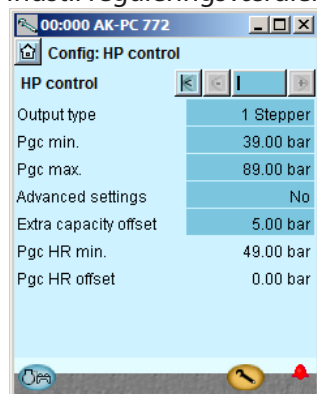 00:000 AK-PC 772
Config: HP control
HP control
Output type 1 Stepper
Pgc min. 39.00 bar
Pgc max. 89.00 bar
Advanced settings No
Extra capacity offset 5.00 bar
Pgc HR min. 49.00 bar
Pgc HR offset 0.00 bar